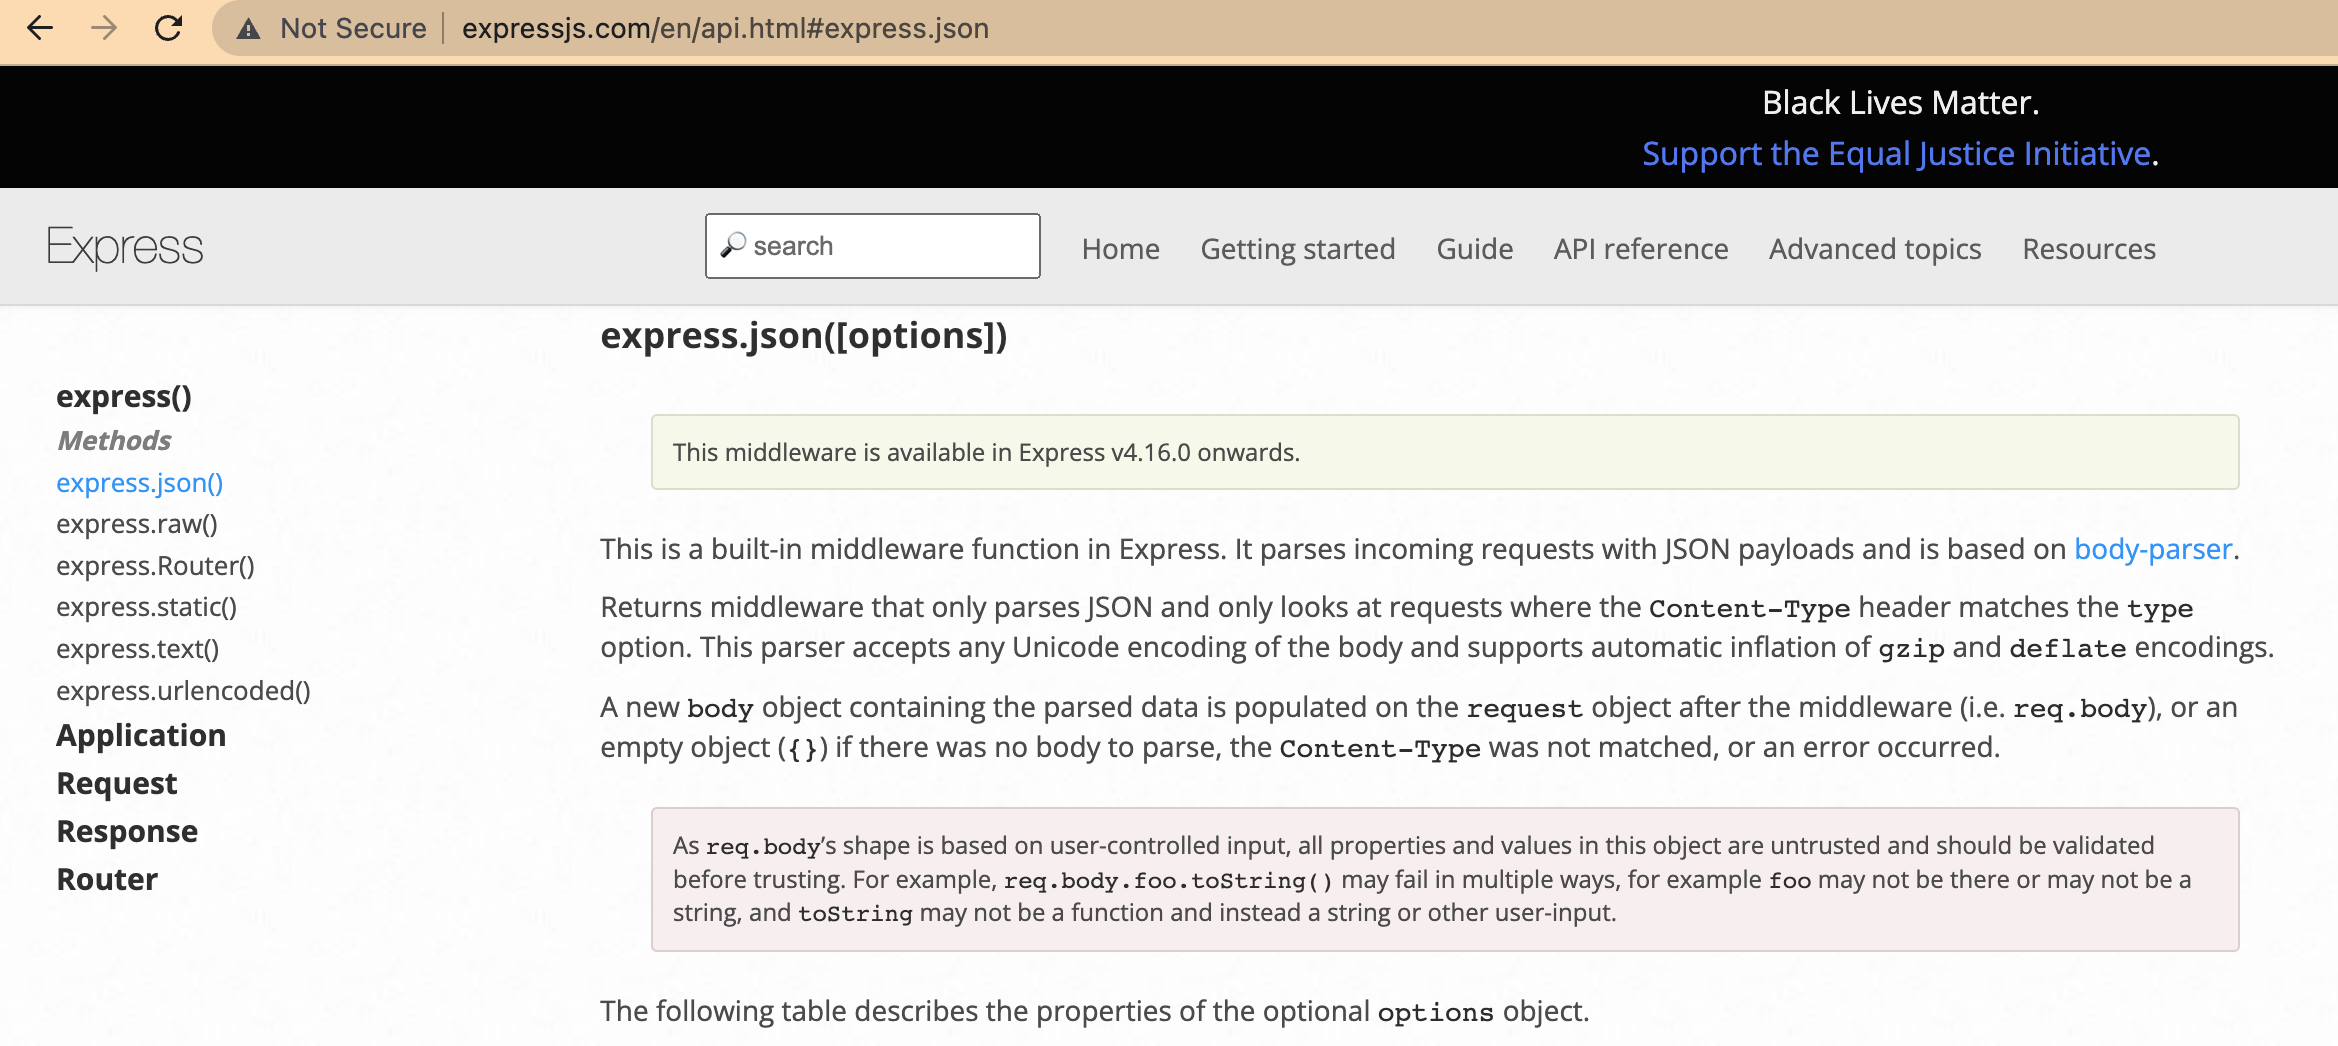 Not Secure expressjs.com/en/api.html#express.json
Black Lives Matter.
Support the Equal Justice Initiative.
Express
search
Home Getting started Guide API reference Advanced topics Resources
express()
Methods
express.json()
express.raw()
express.Router()
express.static()
express.text()
express.urlencoded()
Application
Request
Response
Router
express.json([options])
This middleware is available in Express v4.16.0 onwards.
This is a built-in middleware function in Express. It parses incoming requests with JSON payloads and is based on body-parser.
Returns middleware that only parses JSON and only looks at requests where the Content-Type header matches the type
option. This parser accepts any Unicode encoding of the body and supports automatic inflation of gzip and deflate encodings.
A new body object containing the parsed data is populated on the request object after the middleware (i.e. req.body), or an
empty object ({}) if there was no body to parse, the Content-Type was not matched, or an error occurred.
As req.body’s shape is based on user-controlled input, all properties and values in this object are untrusted and should be validated
before trusting. For example, req.body.foo.toString() may fail in multiple ways, for example foo may not be there or may not be a
string, and toString may not be a function and instead a string or other user-input.
The following table describes the properties of the optional options object.